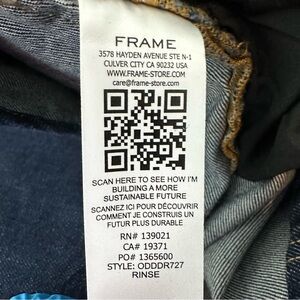 FRAME
3578 HAYDEN AVENUE STE N-1
CULVER CITY CA 90232 USA
WWW.FRAME-STORE.COM
care@frame-store.com
SCAN HERE TO SEE HOW I'M
BUILDING A MORE
SUSTAINABLE FUTURE
SCANNEZ ICI POUR DÉCOUVRIR
COMMENT JE CONSTRUIS UN
FUTUR PLUS DURABLE
RN# 139021
CA# 19371
PO# 1365600
STYLE: ODDDR727
RINSE